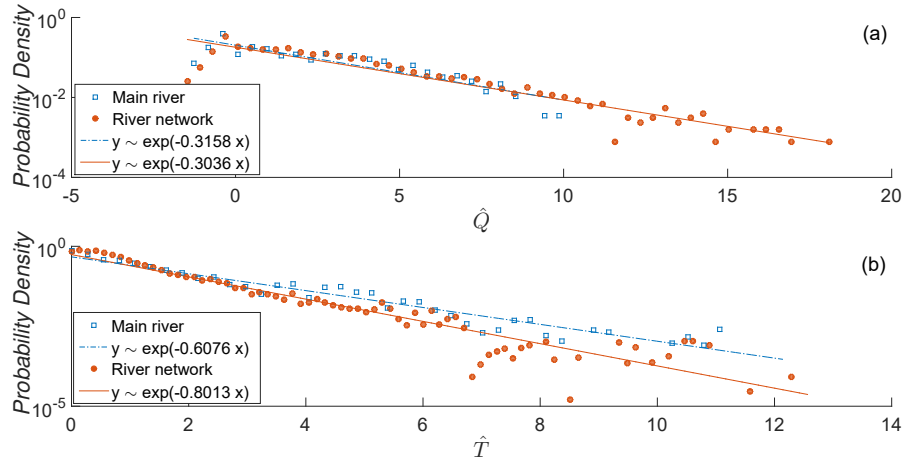 10^0
10^-2
10^-4
Probability Density
(a)
Main river
River network
y ~ exp(-0.3158 x)
y ~ exp(-0.3036 x)
-5 0 5 10 15 20
Q̂
10^0
10^-5
Probability Density
(b)
Main river
y ~ exp(-0.6076 x)
River network
y ~ exp(-0.8013 x)
0 2 4 6 8 10 12 14
T̂